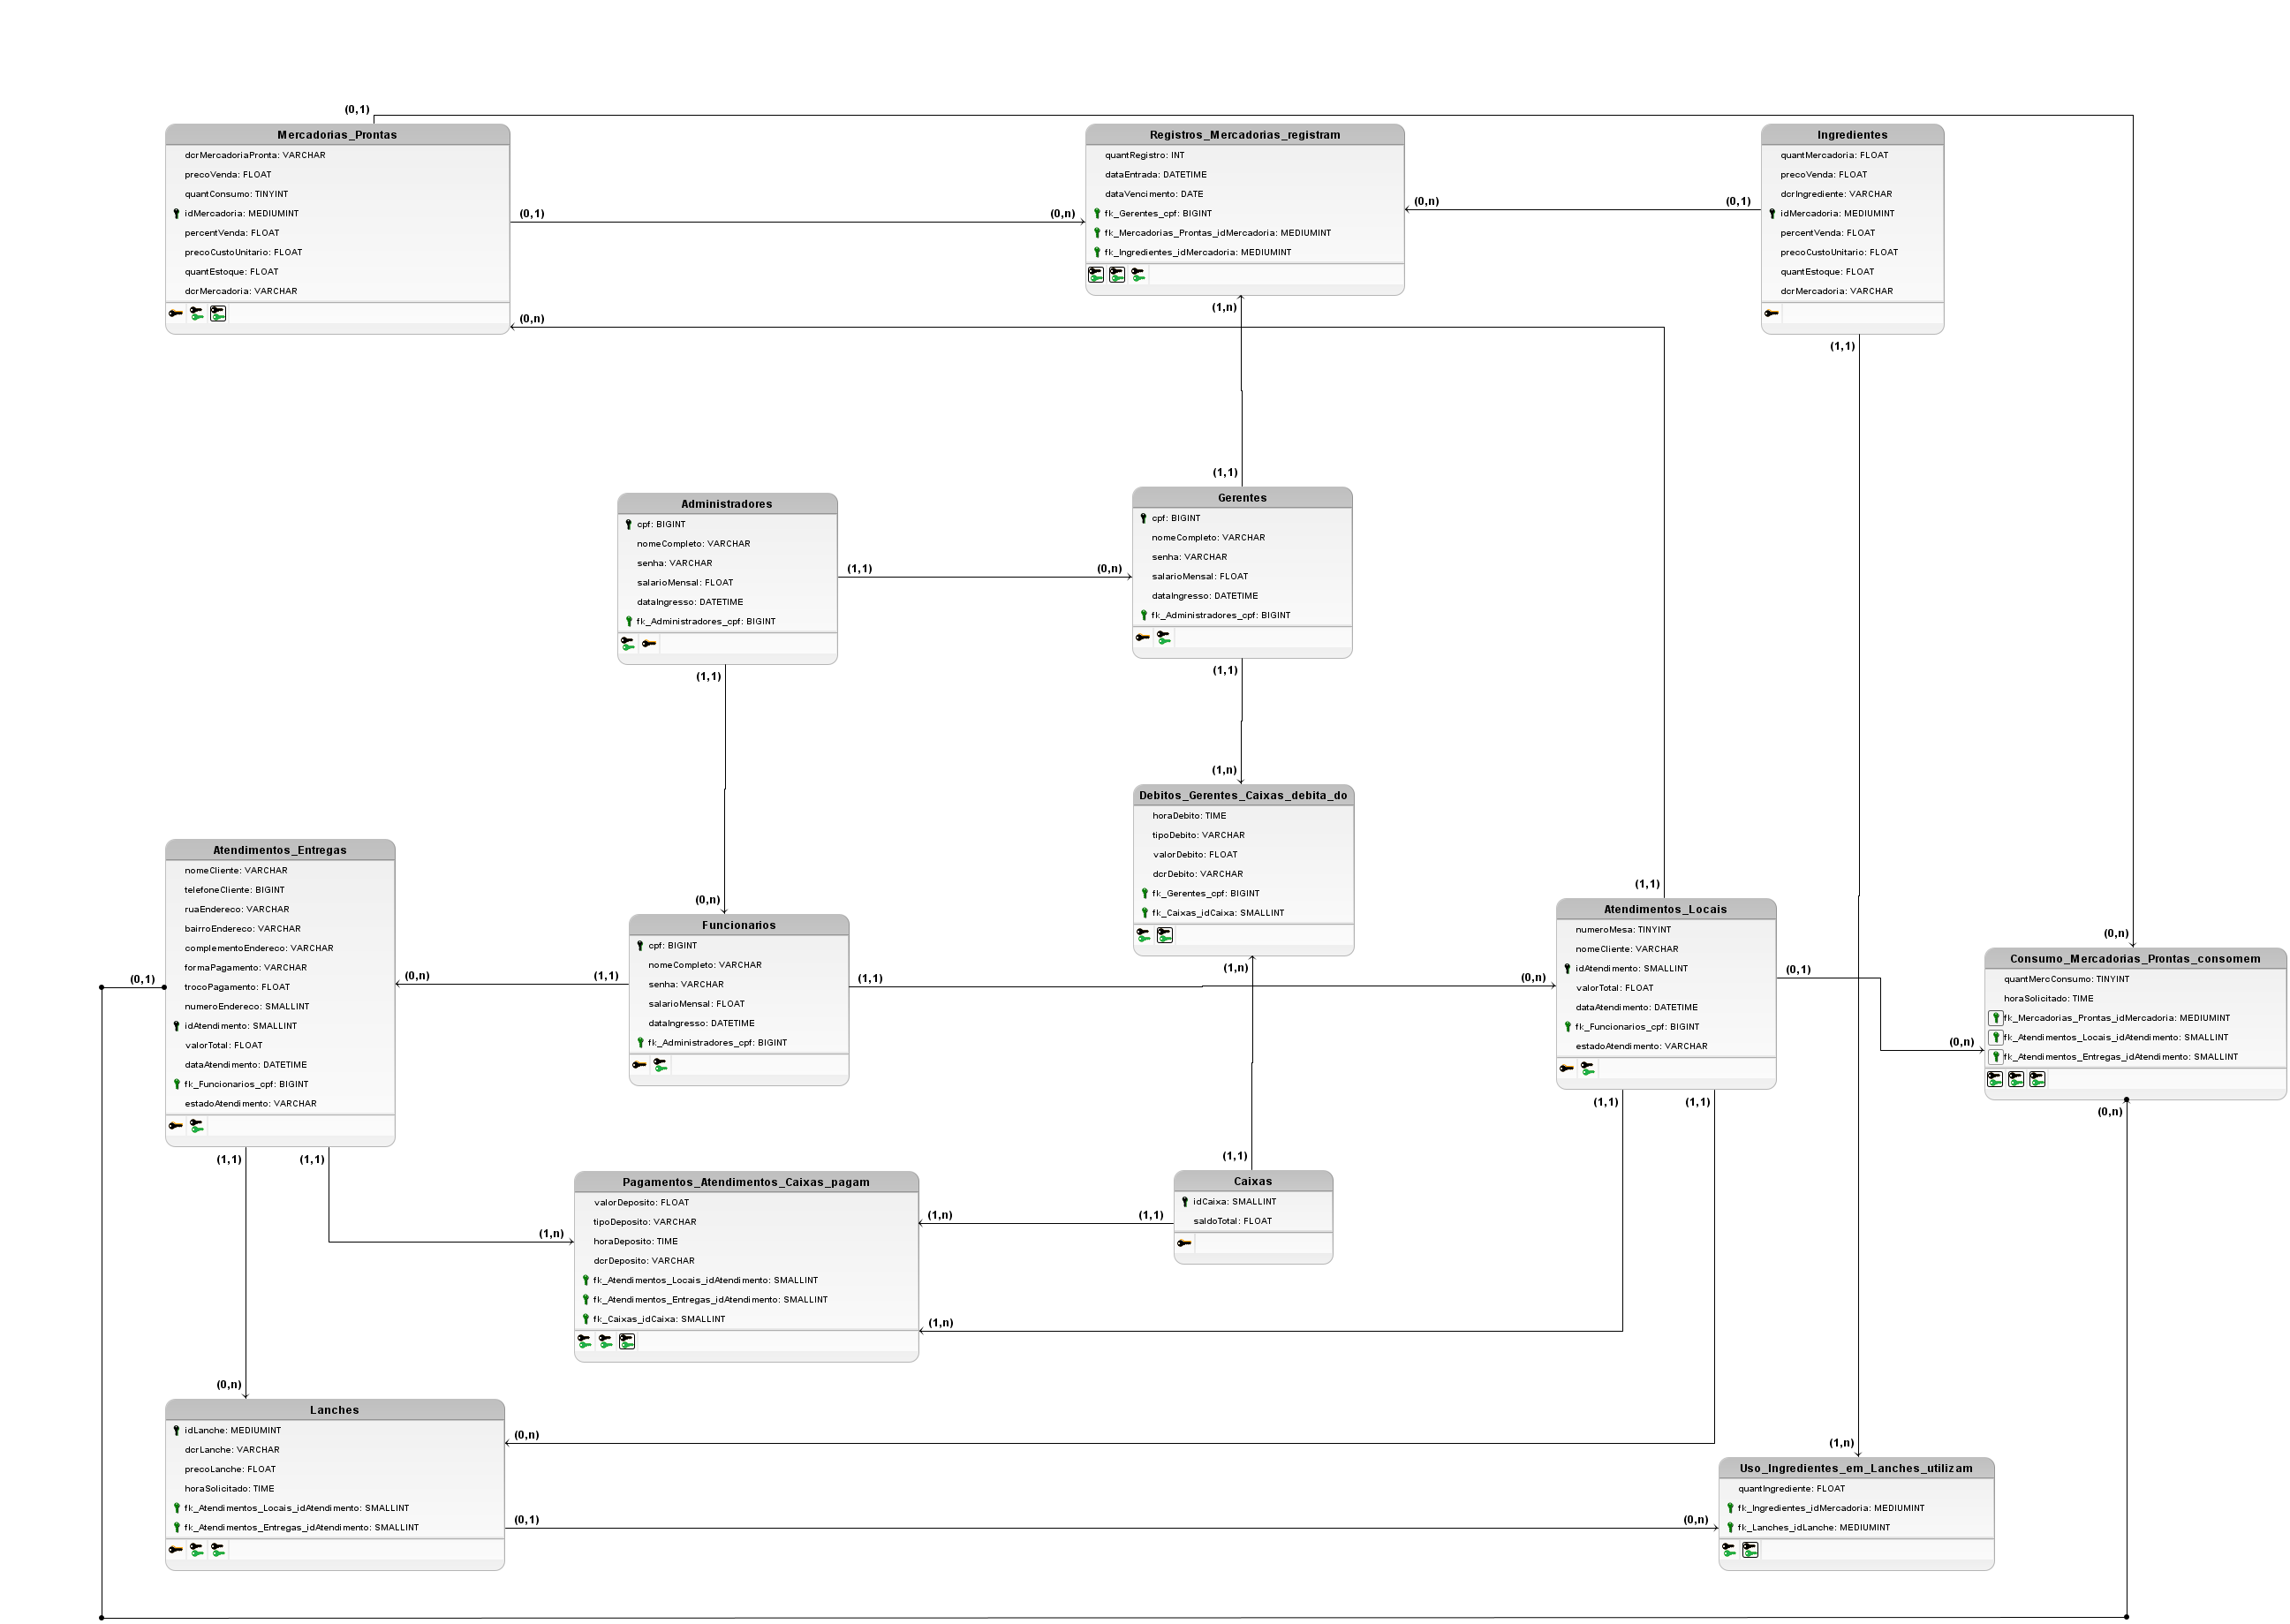 (0,1)
Mercadorias_Prontas
dcrMercadoriaPronta: VARCHAR
precoVenda: FLOAT
quantConsumo: TINYINT
idMercadoria: MEDIUMINT
percentVenda: FLOAT
precoCustoUnitario: FLOAT
quantEstoque: FLOAT
dcrMercadoria: VARCHAR
(0,1)
(0,n)
(0,n)
Registros_Mercadorias_registram
quantRegistro: INT
dataEntrada: DATETIME
dataVencimento: DATE
fk_Gerentes_cpf: BIGINT
fk_Mercadorias_Prontas_idMercadoria: MEDIUMINT
fk_Ingredientes_idMercadoria: MEDIUMINT
(0,n)
(0,1)
(1,n)
Ingredientes
quantMercadoria: FLOAT
precoVenda: FLOAT
dcrIngrediente: VARCHAR
idMercadoria: MEDIUMINT
percentVenda: FLOAT
precoCustoUnitario: FLOAT
quantEstoque: FLOAT
dcrMercadoria: VARCHAR
(1,1)
(1,1)
Administradores
cpf: BIGINT
nomeCompleto: VARCHAR
senha: VARCHAR
salarioMensal: FLOAT
dataIngresso: DATETIME
fk_Administradores_cpf: BIGINT
(1,1)
(0,n)
(1,1)
Gerentes
cpf: BIGINT
nomeCompleto: VARCHAR
senha: VARCHAR
salarioMensal: FLOAT
dataIngresso: DATETIME
fk_Administradores_cpf: BIGINT
(1,1)
(1,n)
Debitos_Gerentes_Caixas_debita_do
horaDebito: TIME
tipoDebito: VARCHAR
valorDebito: FLOAT
dcrDebito: VARCHAR
fk_Gerentes_cpf: BIGINT
fk_Caixas_idCaixa: SMALLINT
(1,n)
Atendimentos_Entregas
nomeCliente: VARCHAR
telefoneCliente: BIGINT
ruaEndereco: VARCHAR
bairroEndereco: VARCHAR
complementoEndereco: VARCHAR
formaPagamento: VARCHAR
trocoPagamento: FLOAT
numeroEndereco: SMALLINT
idAtendimento: SMALLINT
valorTotal: FLOAT
dataAtendimento: DATETIME
fk_Funcionarios_cpf: BIGINT
estadoAtendimento: VARCHAR
(0,1)
(0,n)
(1,1)
(1,1)
(1,1)
(0,n)
Funcionarios
cpf: BIGINT
nomeCompleto: VARCHAR
senha: VARCHAR
salarioMensal: FLOAT
dataIngresso: DATETIME
fk_Administradores_cpf: BIGINT
(1,1)
(0,n)
(1,1)
Atendimentos_Locais
numeroMesa: TINYINT
nomeCliente: VARCHAR
idAtendimento: SMALLINT
valorTotal: FLOAT
dataAtendimento: DATETIME
fk_Funcionarios_cpf: BIGINT
estadoAtendimento: VARCHAR
(0,1)
(0,n)
(1,1)
(1,1)
(0,n)
Consumo_Mercadorias_Prontas_consomem
quantMercConsumo: TINYINT
horaSolicitado: TIME
fk_Mercadorias_Prontas_idMercadoria: MEDIUMINT
fk_Atendimentos_Locais_idAtendimento: SMALLINT
fk_Atendimentos_Entregas_idAtendimento: SMALLINT
(0,n)
Pagamentos_Atendimentos_Caixas_pagam
valorDeposito: FLOAT
tipoDeposito: VARCHAR
horaDeposito: TIME
dcrDeposito: VARCHAR
fk_Atendimentos_Locais_idAtendimento: SMALLINT
fk_Atendimentos_Entregas_idAtendimento: SMALLINT
fk_Caixas_idCaixa: SMALLINT
(1,n)
(1,n)
(1,1)
(1,n)
(1,1)
Caixas
idCaixa: SMALLINT
saldoTotal: FLOAT
(0,n)
Lanches
idLanche: MEDIUMINT
dcrLanche: VARCHAR
precoLanche: FLOAT
horaSolicitado: TIME
fk_Atendimentos_Locais_idAtendimento: SMALLINT
fk_Atendimentos_Entregas_idAtendimento: SMALLINT
(0,n)
(0,1)
(0,n)
(1,n)
Uso_Ingredientes_em_Lanches_utilizam
quantIngrediente: FLOAT
fk_Ingredientes_idMercadoria: MEDIUMINT
fk_Lanches_idLanche: MEDIUMINT